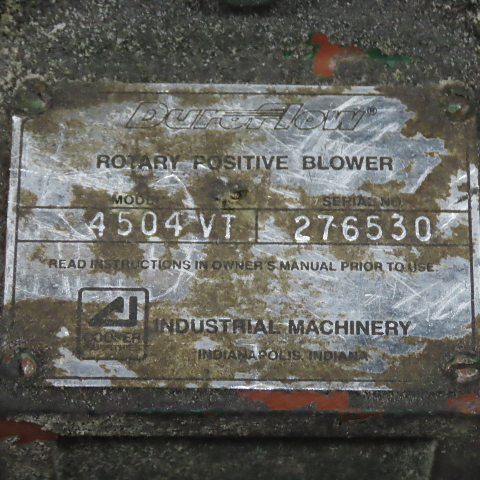 DuroFlow™
ROTARY POSITIVE BLOWER
MODEL SERIAL NO.
4504 VT 276530
READ INSTRUCTIONS IN OWNER'S MANUAL PRIOR TO USE.
COOPER
INDUSTRIAL MACHINERY
INDIANAPOLIS, INDIANA